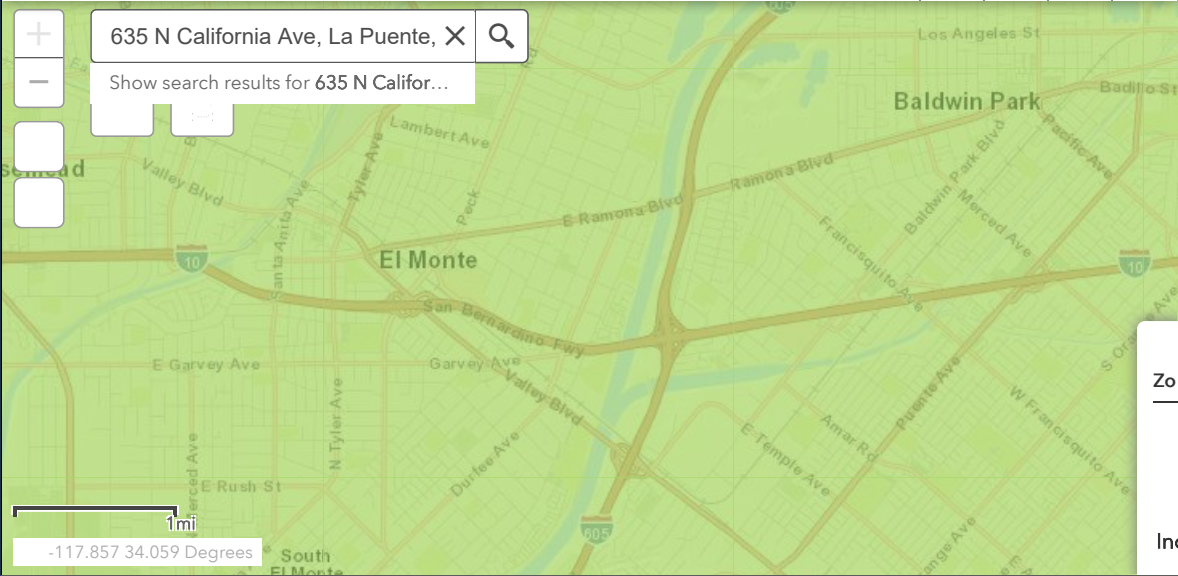 635 N California Ave, La Puente,
Show search results for 635 N Califor…
Los Angeles St
Baldwin Park
Badillo St
Lambert Ave
Pacific Ave
Tyler Ave
Valley Blvd
Ramona Blvd
Baldwin Park Blvd
Peck
E Ramona Blvd
Merced Ave
Santa Anita Ave
Francisquito Ave
10
El Monte
10
San Bernardino Fwy
E Garvey Ave
Garvey Ave
Valley Blvd
Puente Ave
Zo
N Tyler Ave
W Francisquito Ave
Amar Rd
E Temple Ave
Durfee Ave
Merced Ave
E Rush St
1mi
605
-117.857 34.059 Degrees
South
El Monte